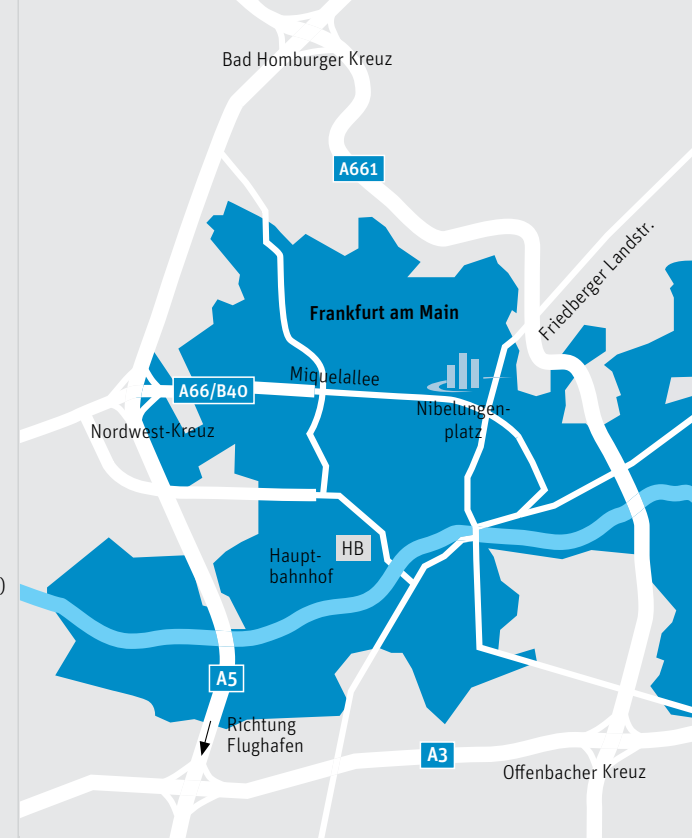 Bad Homburger Kreuz
A661
Friedberger Landstr.
Frankfurt am Main
Miquelallee
A66/B40
Nibelungen-
platz
Nordwest-Kreuz
HB
Haupt-
bahnhof
)
A5
Richtung
Flughafen
A3
Offenbacher Kreuz